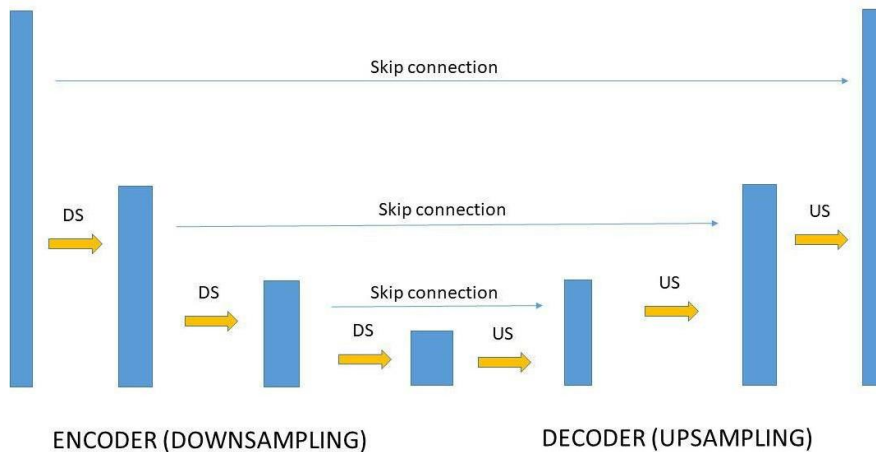 Skip connection
DS
Skip connection
US
DS
Skip connection
US
DS
US
ENCODER (DOWNSAMPLING)
DECODER (UPSAMPLING)